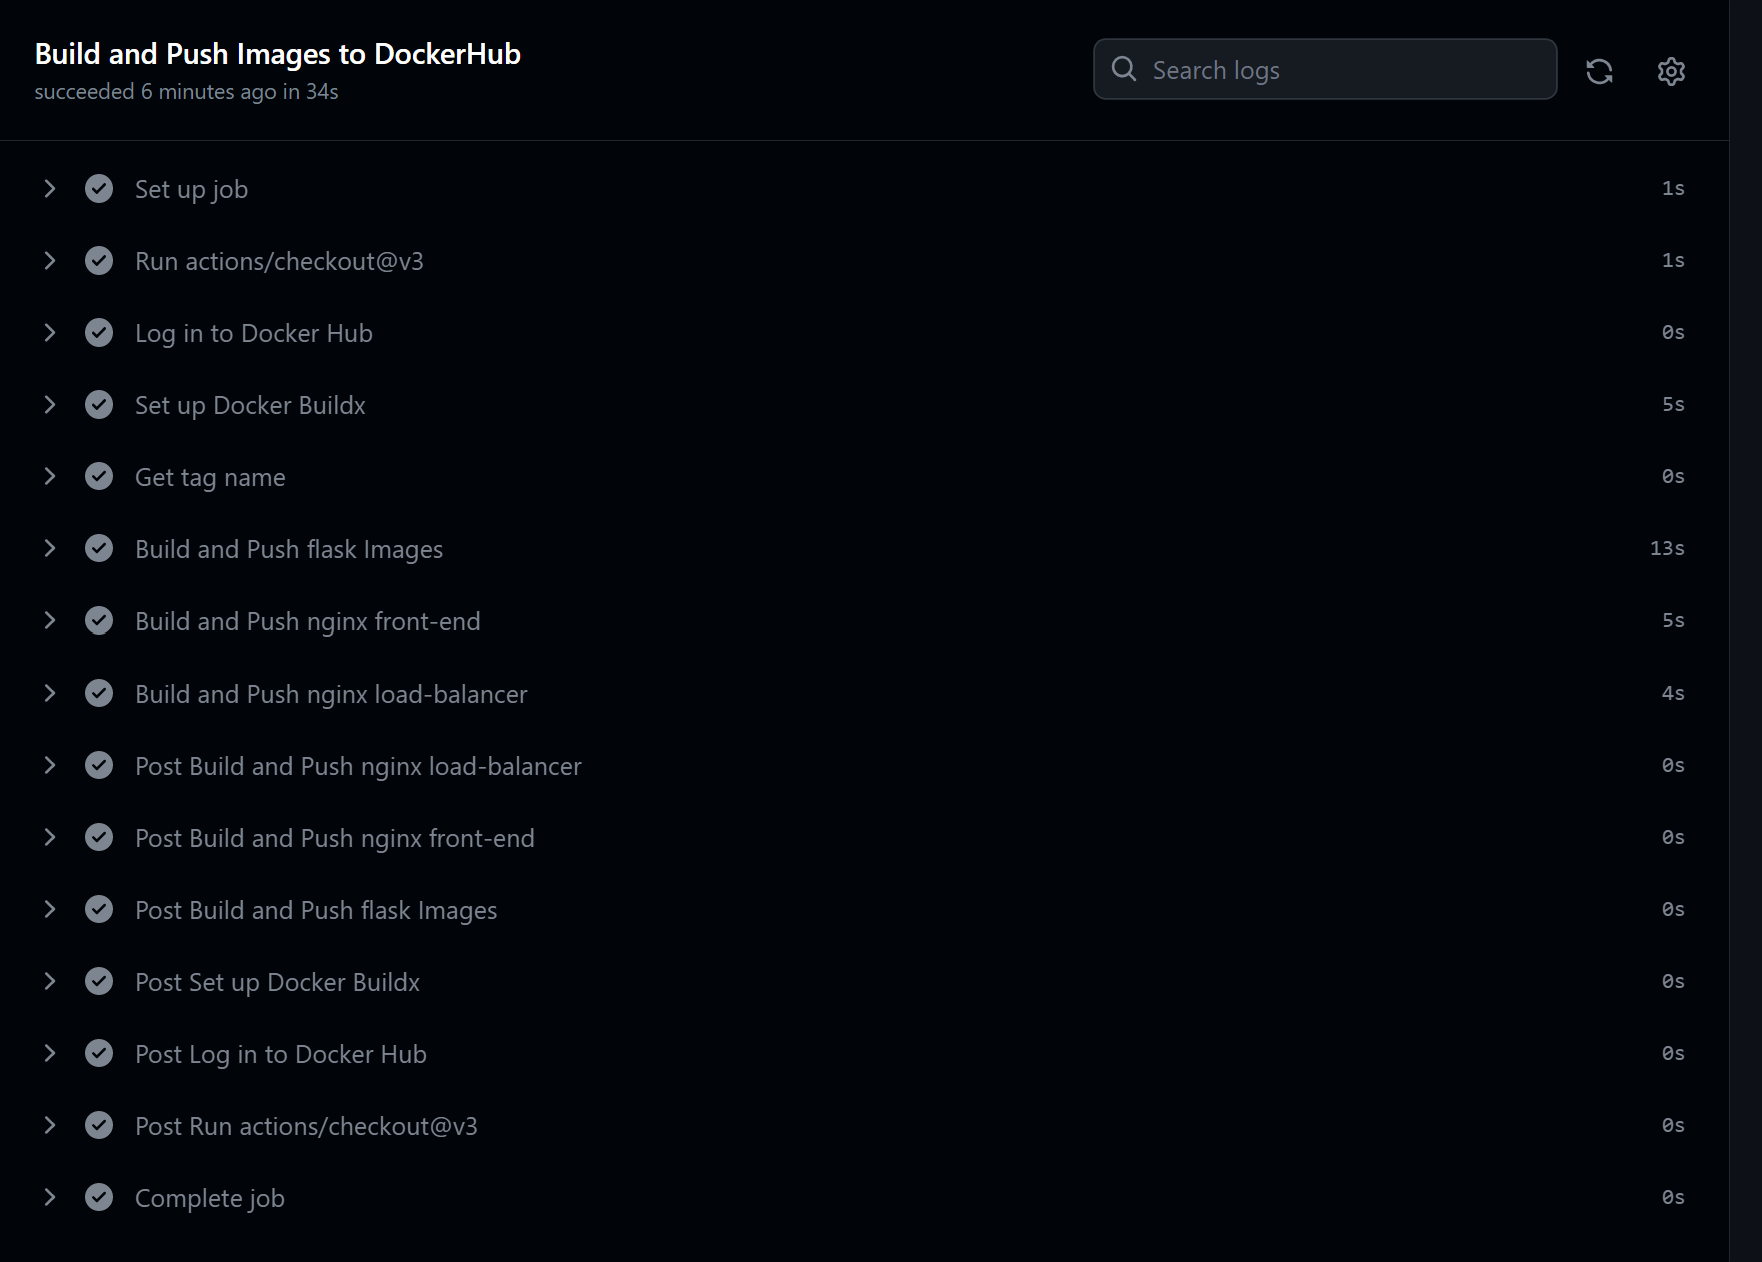 Build and Push Images to DockerHub
succeeded 6 minutes ago in 34s
Search logs
Set up job 1s
Run actions/checkout@v3 1s
Log in to Docker Hub 0s
Set up Docker Buildx 5s
Get tag name 0s
Build and Push flask Images 13s
Build and Push nginx front-end 5s
Build and Push nginx load-balancer 4s
Post Build and Push nginx load-balancer 0s
Post Build and Push nginx front-end 0s
Post Build and Push flask Images 0s
Post Set up Docker Buildx 0s
Post Log in to Docker Hub 0s
Post Run actions/checkout@v3 0s
Complete job 0s